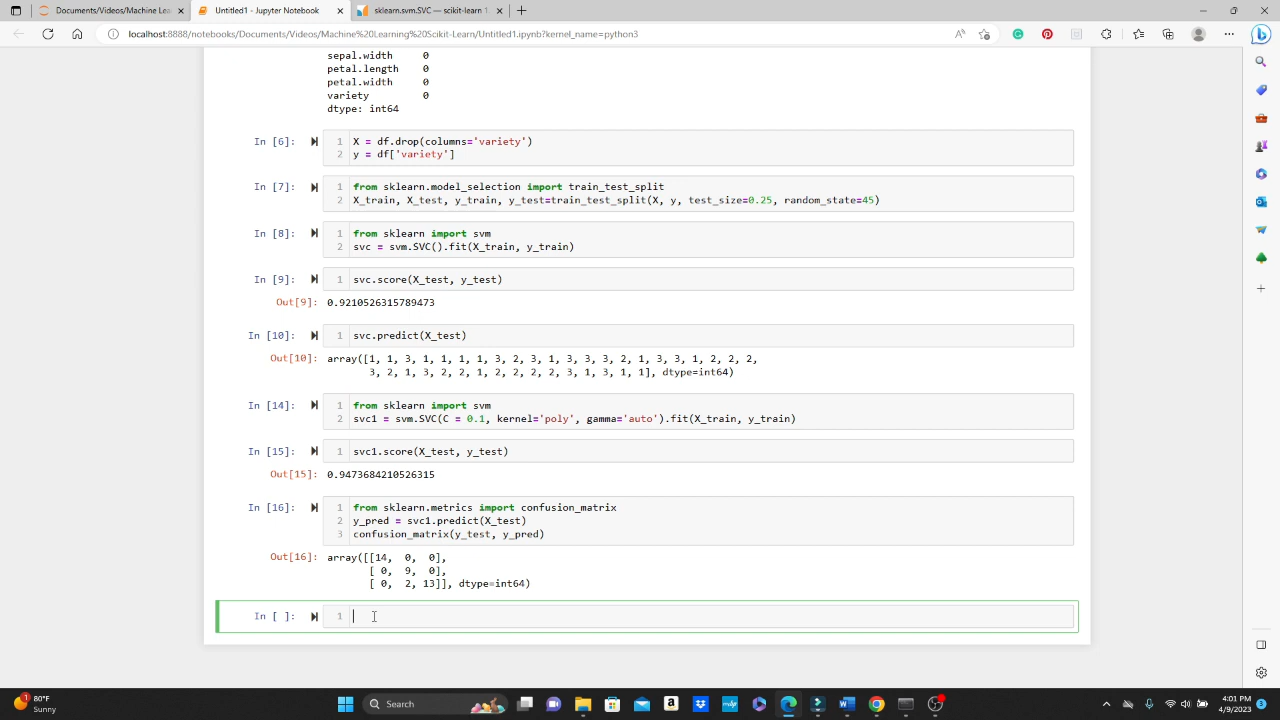 Documents/Videos/Machine Lea
Untitled1 - Jupyter Notebook
sklearn.svm.SVC — scikit-learn 1
localhost:8888/notebooks/Documents/Videos/Machine%20Learning%20Scikit-Learn/Untitled1.ipynb?kernel_name=python3
sepal.width 0
petal.length 0
petal.width 0
variety 0
dtype: int64
In [6]: 1 X = df.drop(columns='variety')
2 y = df['variety']
In [7]: 1 from sklearn.model_selection import train_test_split
2 X_train, X_test, y_train, y_test=train_test_split(X, y, test_size=0.25, random_state=45)
In [8]: 1 from sklearn import svm
2 svc = svm.SVC().fit(X_train, y_train)
In [9]: 1 svc.score(X_test, y_test)
Out[9]: 0.9210526315789473
In [10]: 1 svc.predict(X_test)
Out[10]: array([1, 1, 3, 1, 1, 1, 1, 3, 2, 3, 1, 3, 3, 3, 2, 1, 3, 3, 1, 2, 2, 2,
3, 2, 1, 3, 2, 2, 1, 2, 2, 2, 2, 3, 1, 3, 1, 1], dtype=int64)
In [14]: 1 from sklearn import svm
2 svc1 = svm.SVC(C = 0.1, kernel='poly', gamma='auto').fit(X_train, y_train)
In [15]: 1 svc1.score(X_test, y_test)
Out[15]: 0.9473684210526315
In [16]: 1 from sklearn.metrics import confusion_matrix
2 y_pred = svc1.predict(X_test)
3 confusion_matrix(y_test, y_pred)
Out[16]: array([[14, 0, 0],
[ 0, 9, 0],
[ 0, 2, 13]], dtype=int64)
In [ ]: 1
80°F
Sunny
Search
4:01 PM
4/9/2023